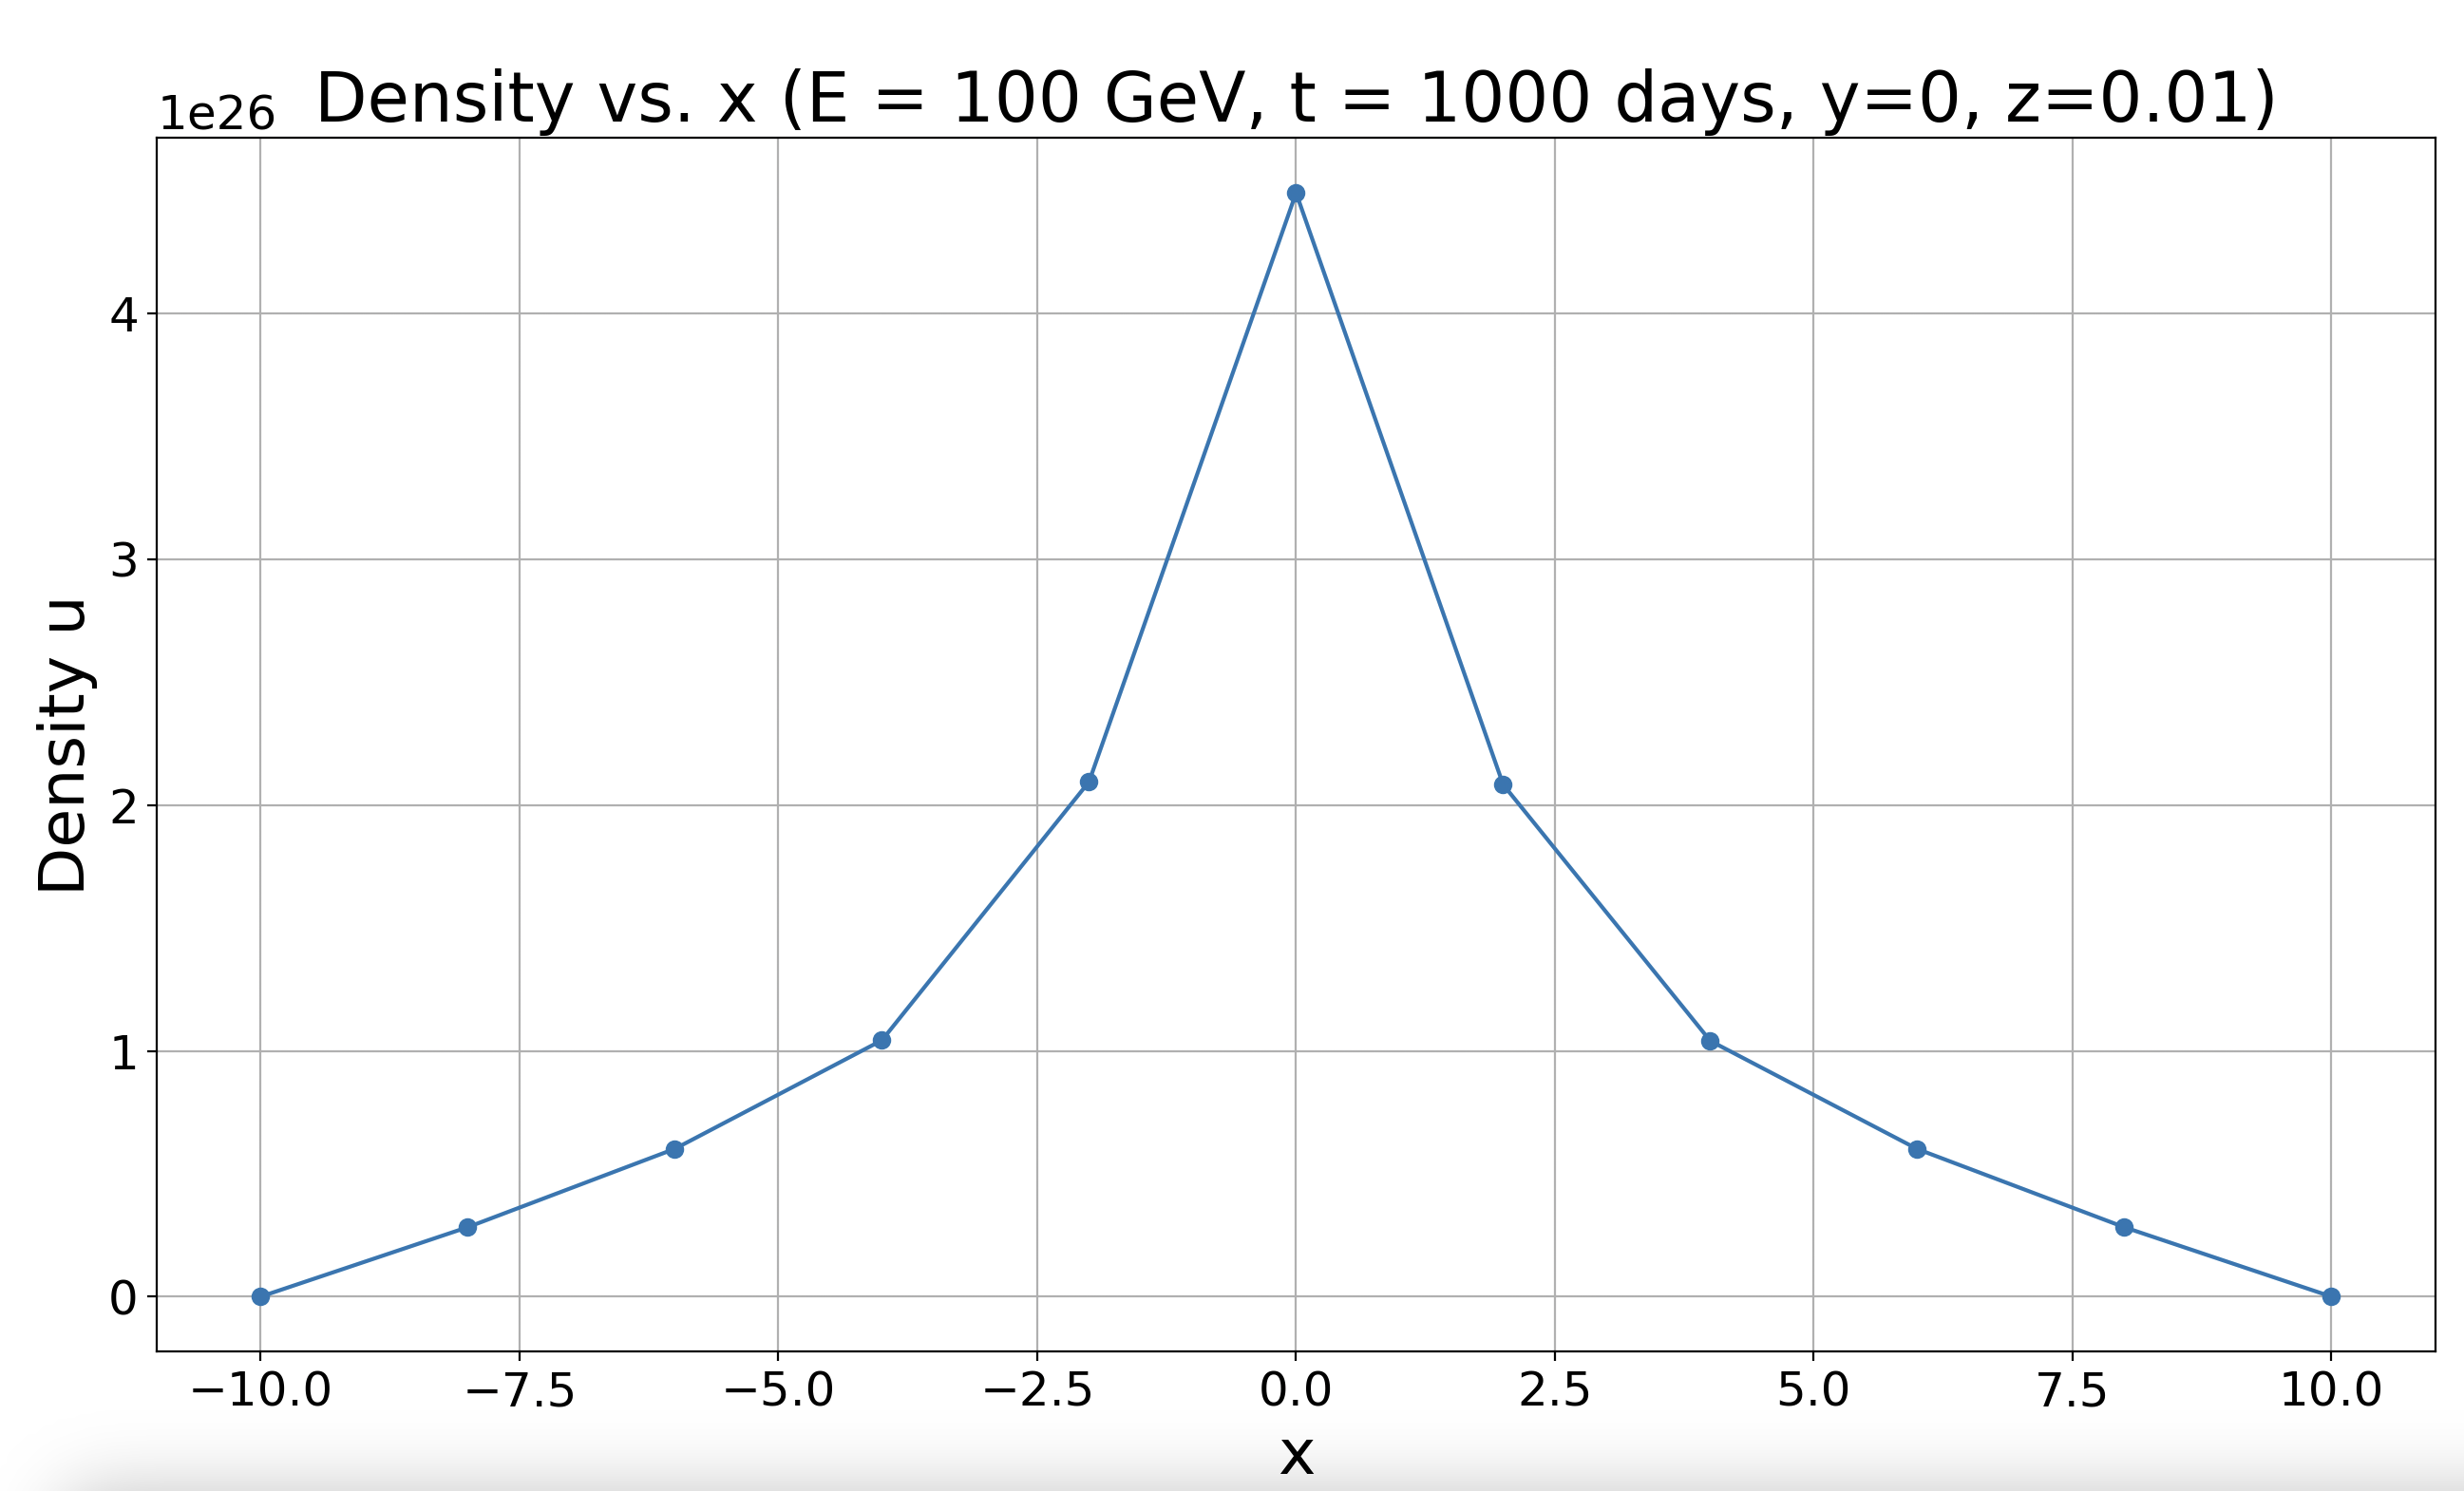 1e26
Density vs. x (E = 100 GeV, t = 1000 days, y=0, z=0.01)
Density u
4
3
2
1
0
−10.0 −7.5 −5.0 −2.5 0.0 2.5 5.0 7.5 10.0
x